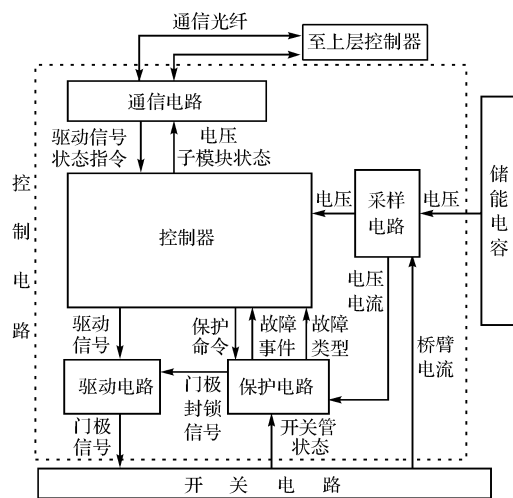 通信光纤
至上层控制器
通信电路
驱动信号
状态指令
电压
子模块状态
控制电路
控制器
电压
采样
电路
电压
储能电容
电压
电流
驱动
信号
保护
命令
故障
事件
故障
类型
桥臂
电流
驱动电路
门极
封锁
信号
保护电路
门极
信号
开关管
状态
开关电路